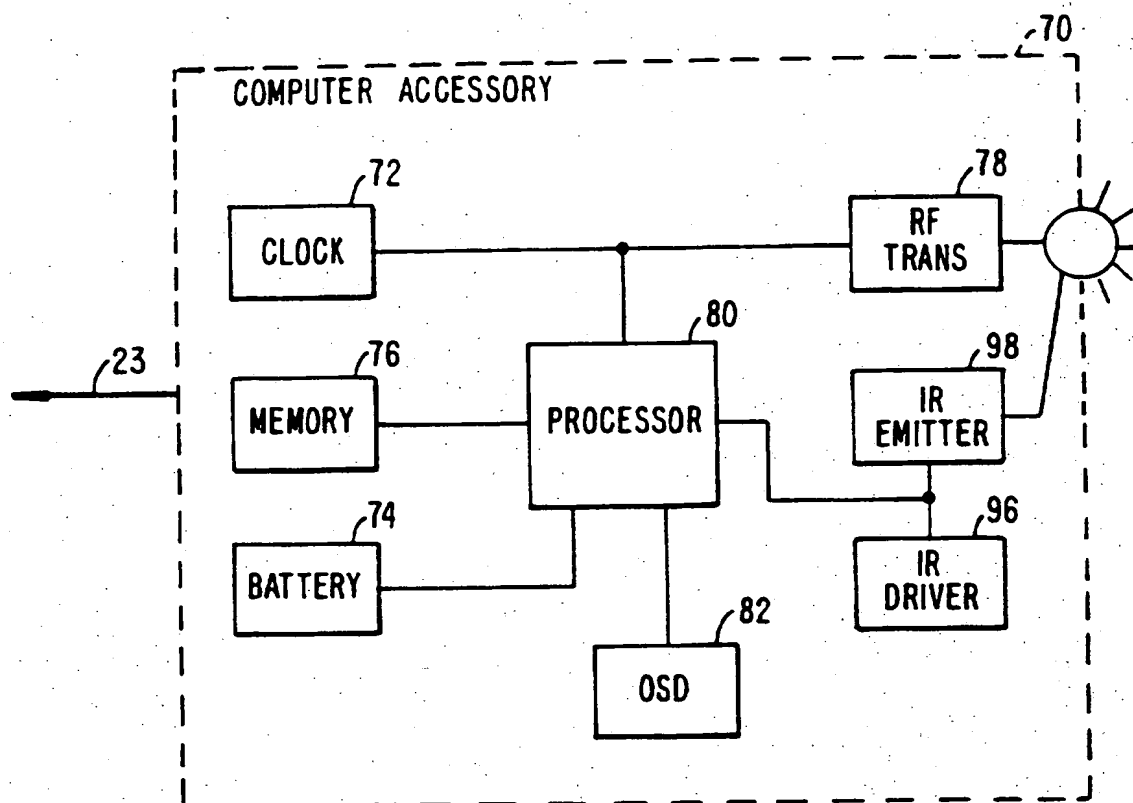 70
COMPUTER ACCESSORY
72
CLOCK
78
RF
TRANS
23
76
MEMORY
80
PROCESSOR
98
IR
EMITTER
74
BATTERY
96
IR
DRIVER
82
OSD